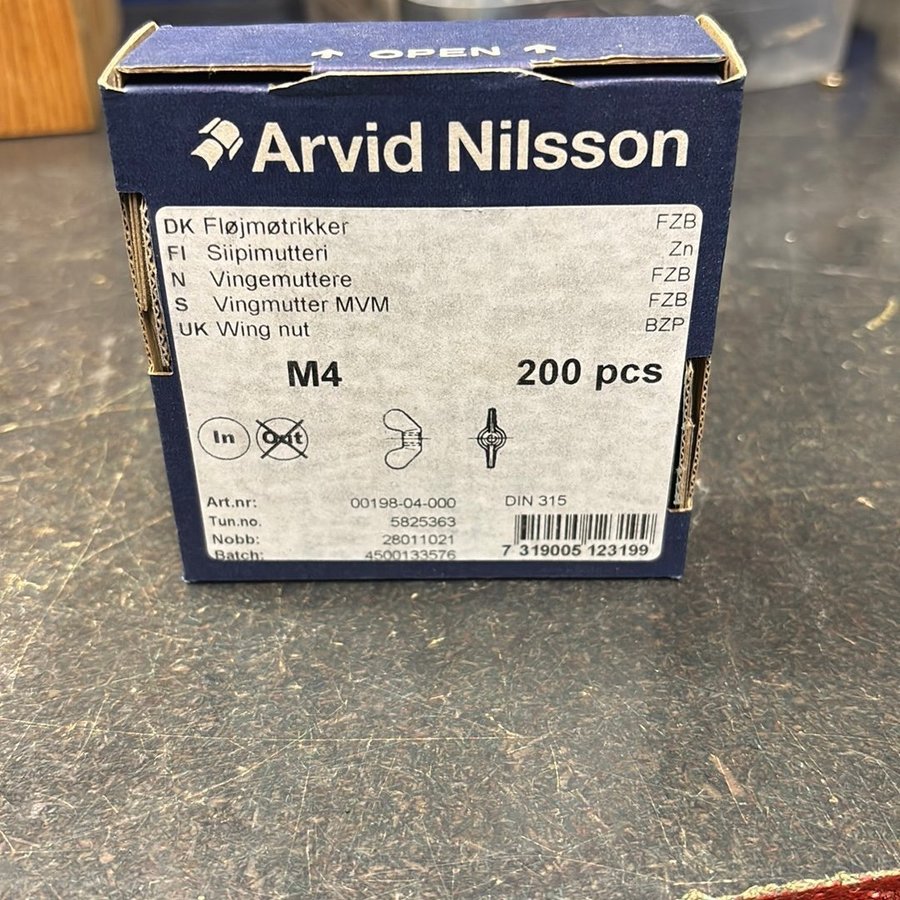 OPEN
Arvid Nilsson
DK Fløjmøtrikker FZB
FI Siipimutteri Zn
N Vingemuttere FZB
S Vingmutter MVM FZB
UK Wing nut BZP
M4 200 pcs
In Out
Art.nr: 00198-04-000 DIN 315
Tun.no. 5825363
Nobb: 28011021
Batch: 4500133576
7 319005 123199